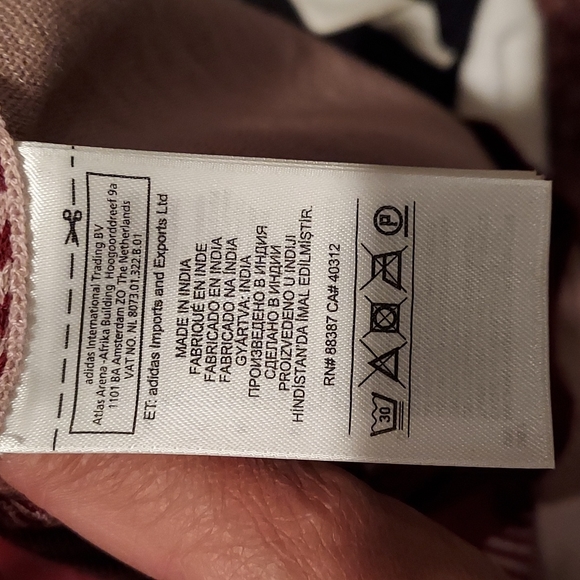 adidas International Trading BV
Atlas Arena -Afrika Building Hoogoorddreef 9a
1101 BA Amsterdam ZO The Netherlands
VAT NO. NL 8073.01.322.B.01
ET: adidas Imports and Exports Ltd
MADE IN INDIA
FABRIQUÉ EN INDE
FABRICADO EN INDIA
FABRICADO NA ÍNDIA
GYÁRTVA: INDIA
ПРОИЗВЕДЕНО В ИНДИЯ
СДЕЛАНО В ИНДИИ
PROIZVEDENO U INDIJI
HİNDİSTAN'DA İMAL EDİLMİŞTİR.
RN# 88387 CA# 40312
30
P